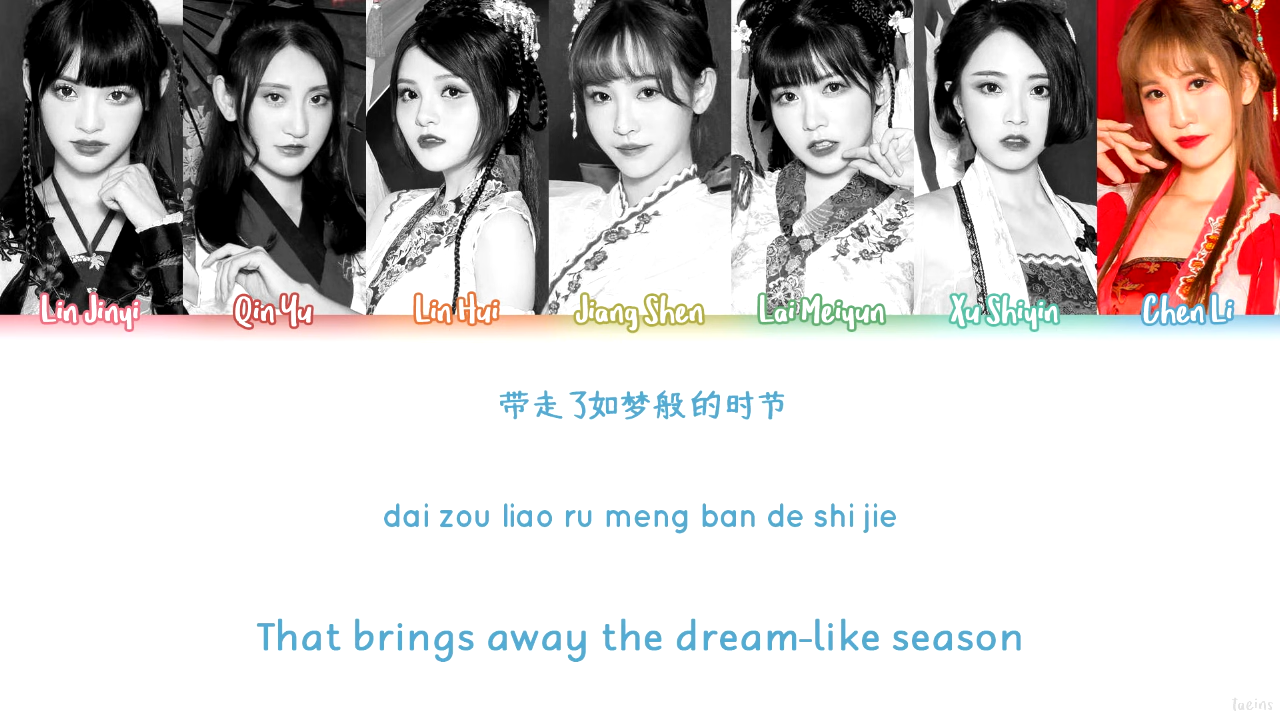 Lin Jinyi Qin Yu Lin Hui Jiang Shen Lai Meiyun Xu Shiyin Chen Li
带走了如梦般的时节
dai zou liao ru meng ban de shi jie
That brings away the dream-like season
Taeins